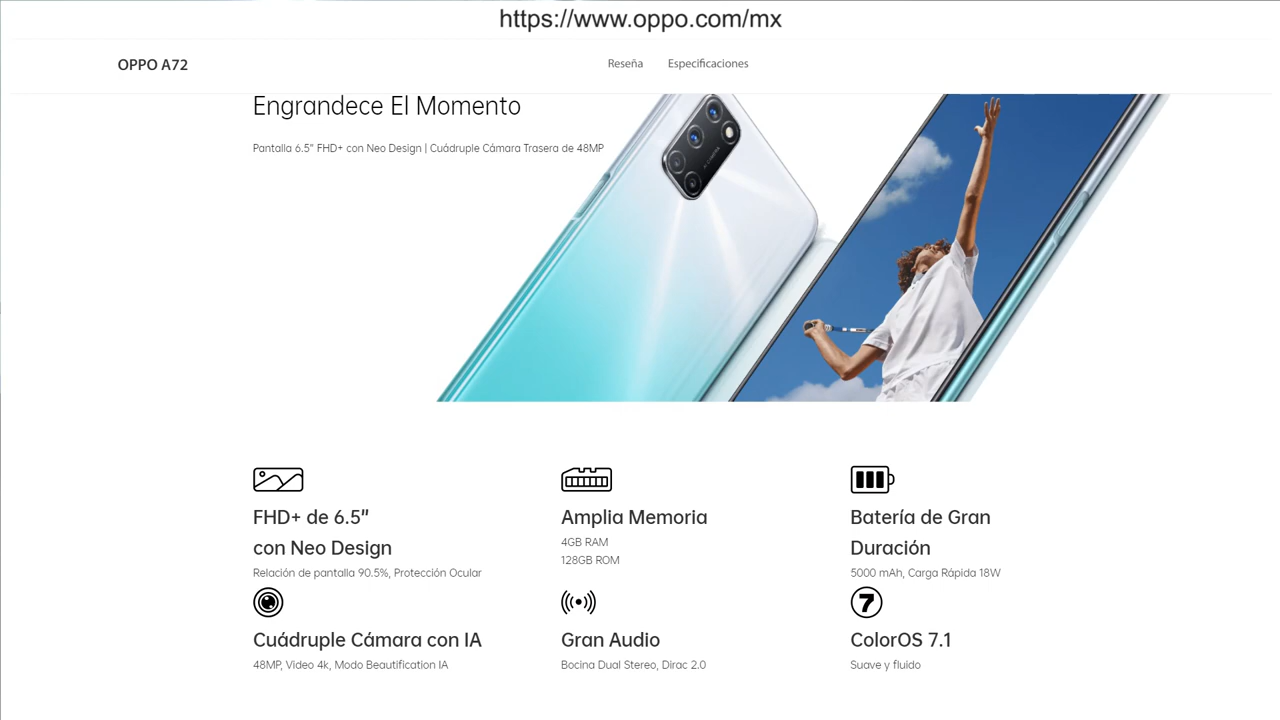 https://www.oppo.com/mx
OPPO A72
Reseña
Especificaciones
Engrandece El Momento
Pantalla 6.5" FHD+ con Neo Design | Cuádruple Cámara Trasera de 48MP
FHD+ de 6.5"
con Neo Design
Relación de pantalla 90.5%, Protección Ocular
Amplia Memoria
4GB RAM
128GB ROM
Batería de Gran
Duración
5000 mAh, Carga Rápida 18W
Cuádruple Cámara con IA
48MP, Video 4k, Modo Beautification IA
Gran Audio
Bocina Dual Stereo, Dirac 2.0
7
ColorOS 7.1
Suave y fluido